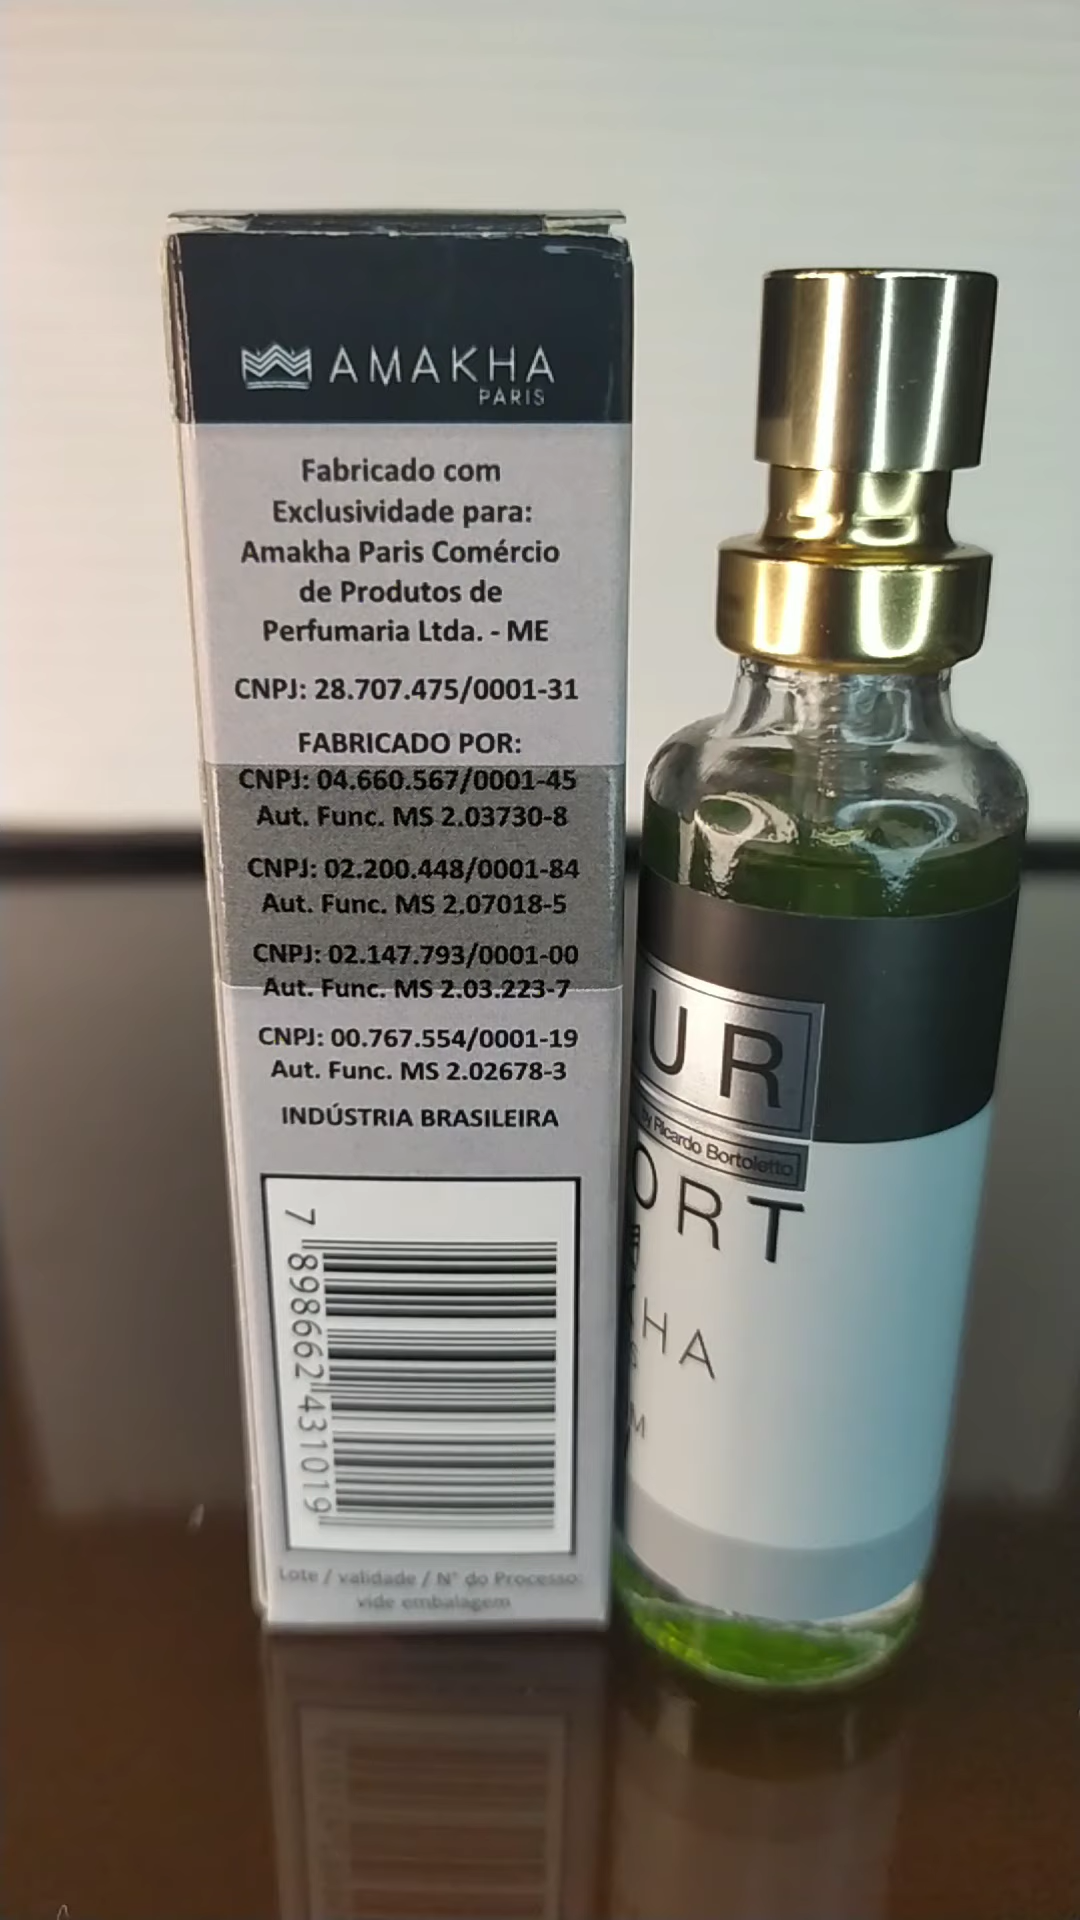 AMAKHA
PARIS
Fabricado com
Exclusividade para:
Amakha Paris Comércio
de Produtos de
Perfumaria Ltda. - ME
CNPJ: 28.707.475/0001-31
FABRICADO POR:
CNPJ: 04.660.567/0001-45
Aut. Func. MS 2.03730-8
CNPJ: 02.200.448/0001-84
Aut. Func. MS 2.07018-5
CNPJ: 02.147.793/0001-00
Aut. Func. MS 2.03.223-7
CNPJ: 00.767.554/0001-19
Aut. Func. MS 2.02678-3
INDÚSTRIA BRASILEIRA
7 898662 431019
Lote / validade / N° do Processo:
vide embalagem
UR
by Ricardo Bortoletto
ORT
KHA
S
M